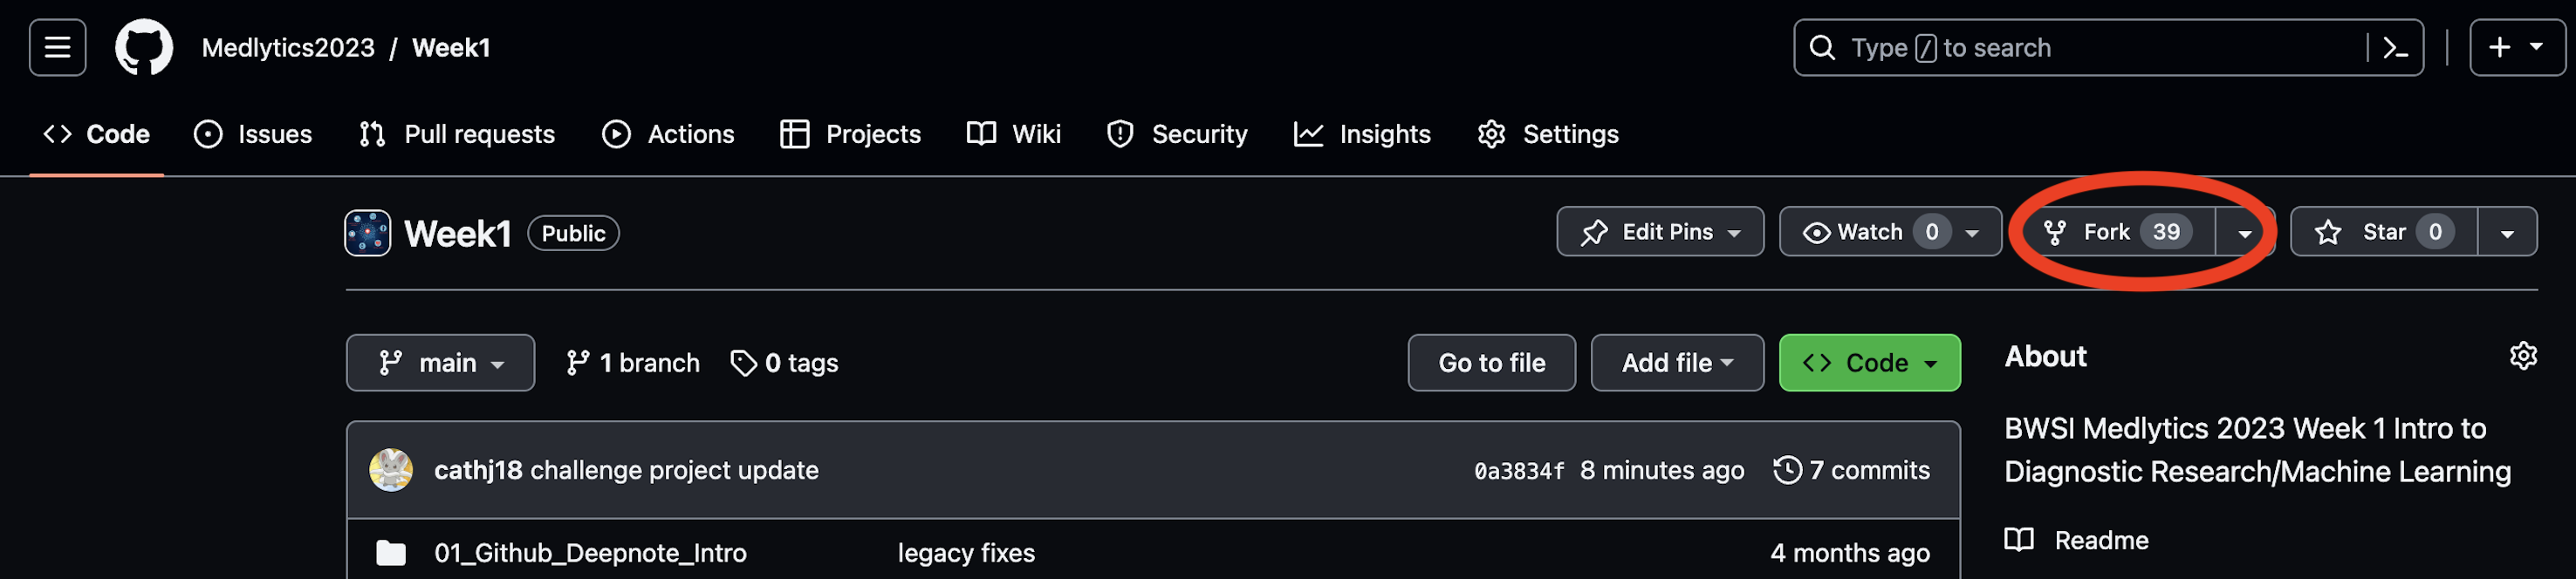 Medlytics2023 / Week1
Type / to search
Code Issues Pull requests Actions Projects Wiki Security Insights Settings
Week1 Public
Edit Pins Watch 0 Fork 39 Star 0
main 1 branch 0 tags
Go to file Add file Code
About
BWSI Medlytics 2023 Week 1 Intro to
Diagnostic Research/Machine Learning
Readme
cathj18 challenge project update 0a3834f 8 minutes ago 7 commits
01_Github_Deepnote_Intro legacy fixes 4 months ago